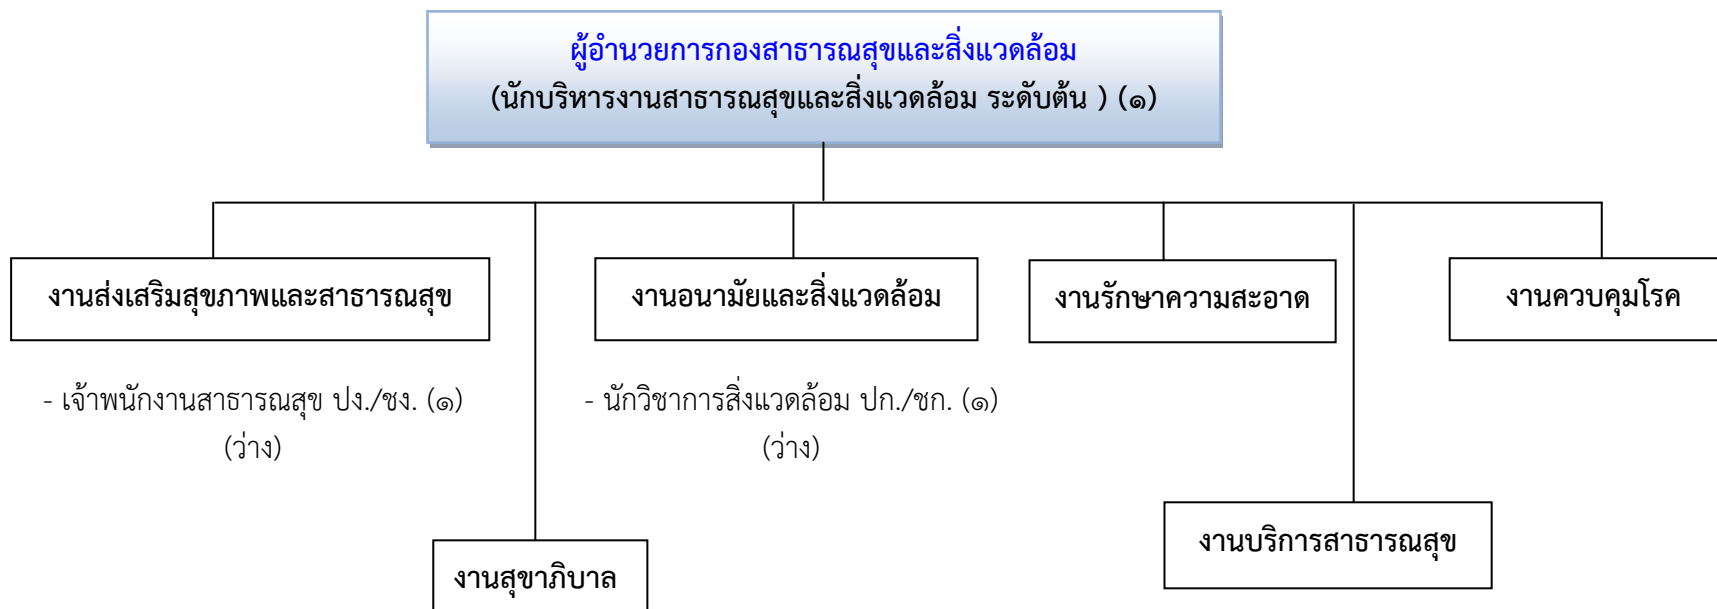 ผู้อำนวยการกองสาธารณสุขและสิ่งแวดล้อม
(นักบริหารงานสาธารณสุขและสิ่งแวดล้อม ระดับต้น ) (๑)
งานส่งเสริมสุขภาพและสาธารณสุข
งานอนามัยและสิ่งแวดล้อม
งานรักษาความสะอาด
งานควบคุมโรค
- เจ้าพนักงานสาธารณสุข ปง./ชง. (๑)
(ว่าง)
- นักวิชาการสิ่งแวดล้อม ปก./ชก. (๑)
(ว่าง)
งานสุขาภิบาล
งานบริการสาธารณสุข